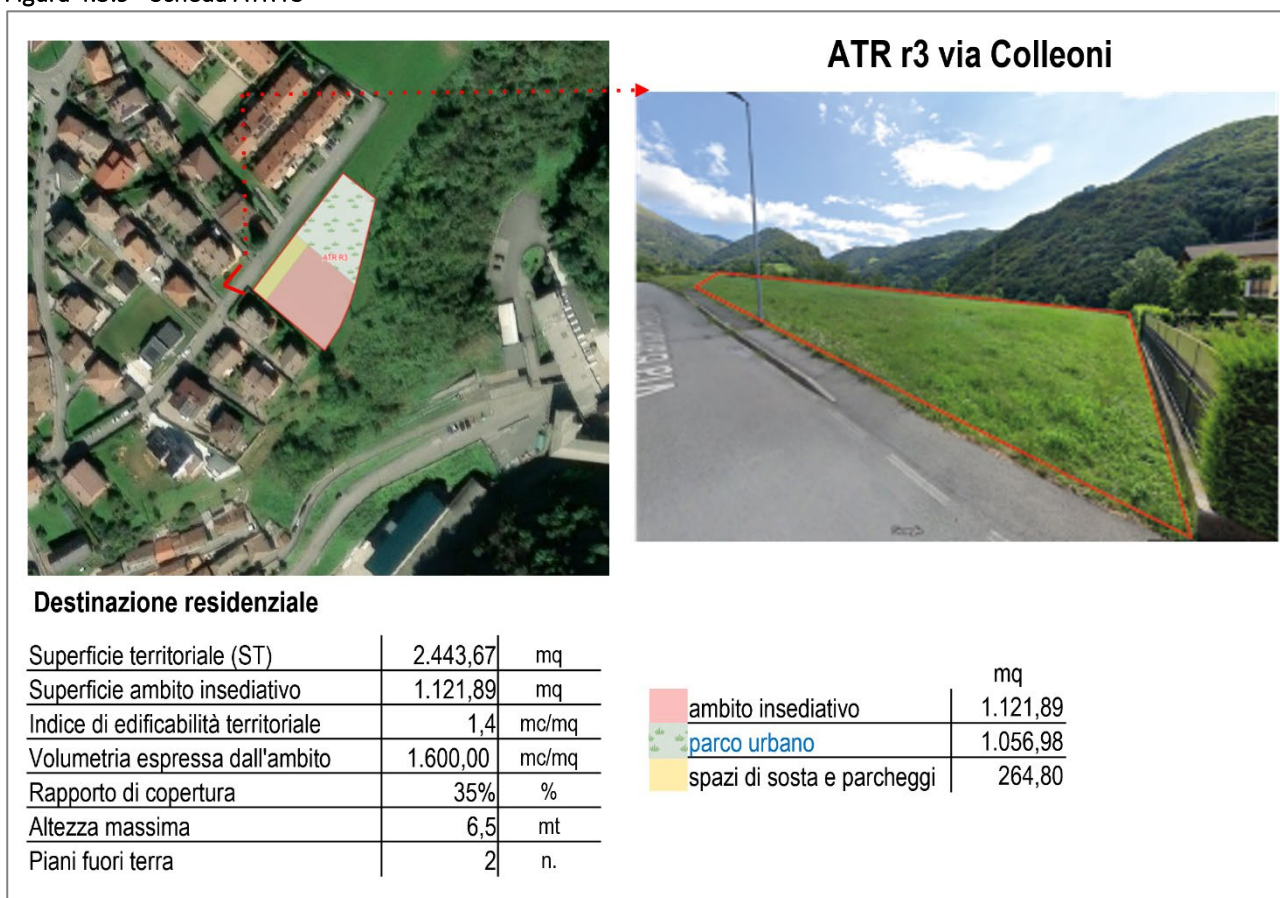 ATR r3 via Colleoni
ATR R3
Google
Destinazione residenziale
Superficie territoriale (ST) 2.443,67 mq
Superficie ambito insediativo 1.121,89 mq
Indice di edificabilità territoriale 1,4 mc/mq
Volumetria espressa dall'ambito 1.600,00 mc/mq
Rapporto di copertura 35% %
Altezza massima 6,5 mt
Piani fuori terra 2 n.
mq
ambito insediativo 1.121,89
parco urbano 1.056,98
spazi di sosta e parcheggi 264,80